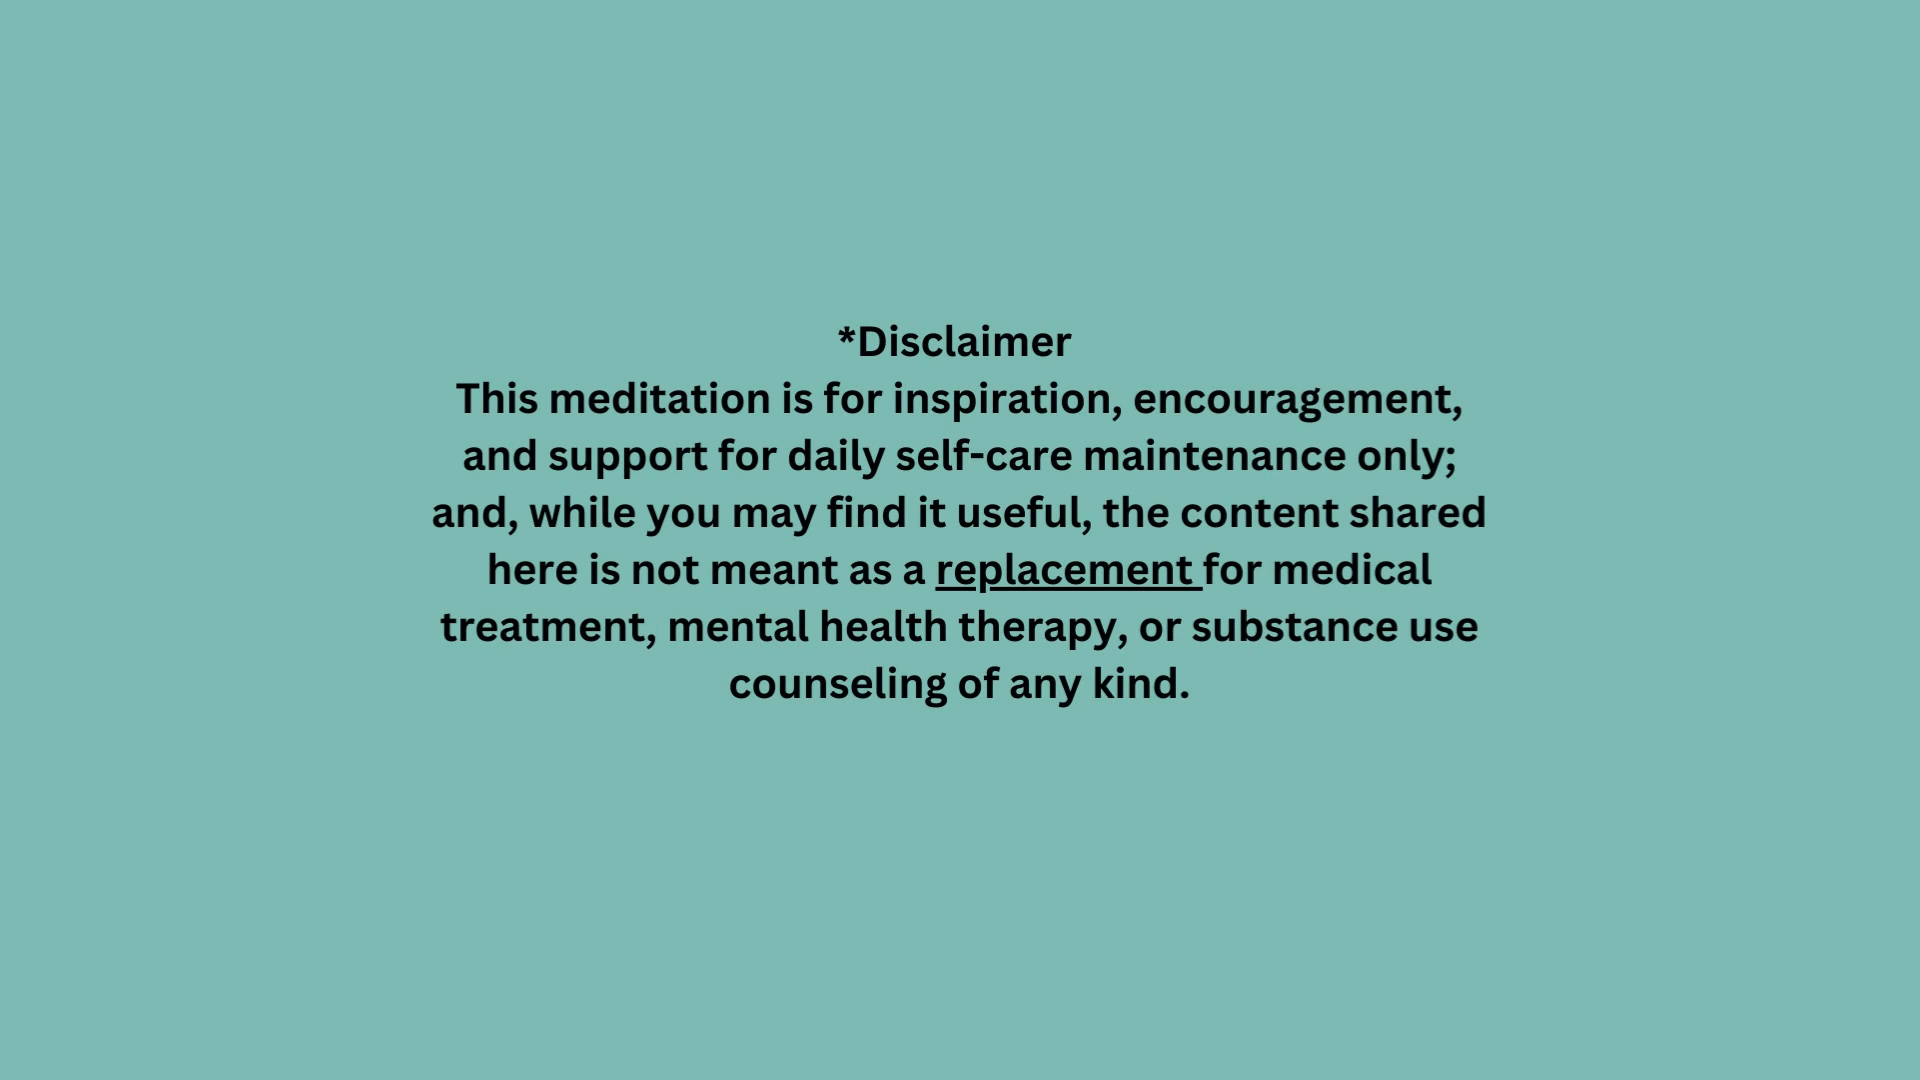 *Disclaimer
This meditation is for inspiration, encouragement,
and support for daily self-care maintenance only;
and, while you may find it useful, the content shared
here is not meant as a replacement for medical
treatment, mental health therapy, or substance use
counseling of any kind.